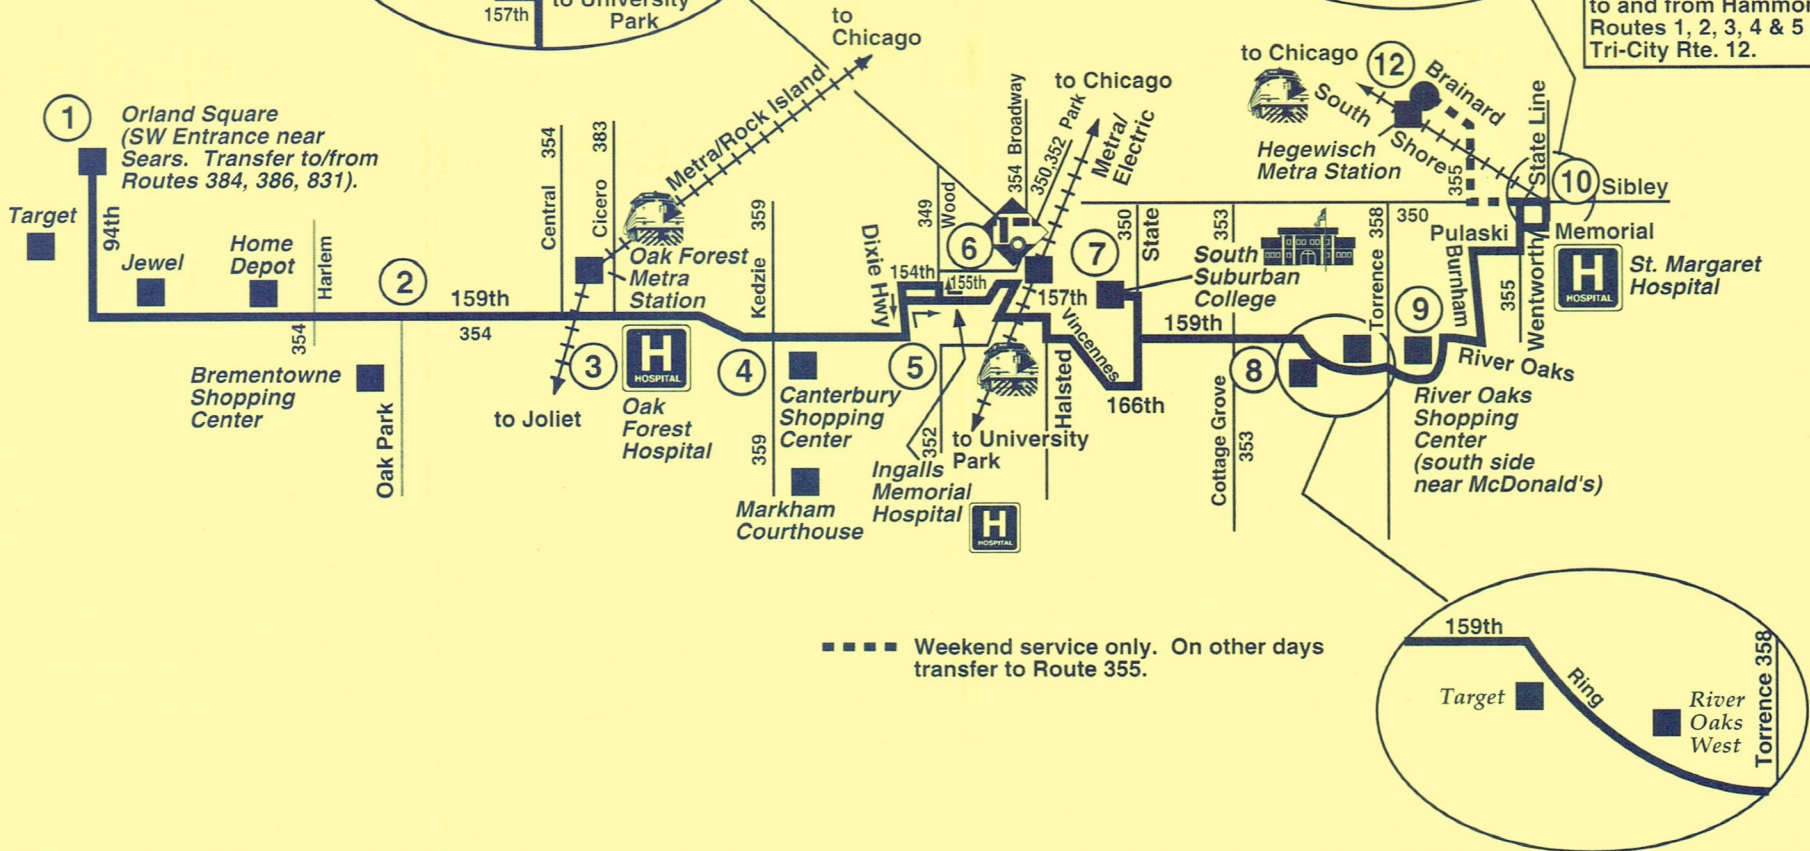 157th
to University
Park
to
Chicago
Metra/Rock Island
to and from Hammon
Routes 1, 2, 3, 4 & 5
Tri-City Rte. 12.
1
Orland Square
(SW Entrance near
Sears. Transfer to/from
Routes 384, 386, 831).
Target
94th
Jewel
Home
Depot
Harlem
354
2
159th
354
Brementowne
Shopping
Center
Oak Park
Central
354
Cicero
383
Oak Forest
Metra
Station
3
to Joliet
HOSPITAL
Oak
Forest
Hospital
Kedzie
359
359
4
Canterbury
Shopping
Center
Markham
Courthouse
Dixie Hwy
5
154th
155th
349
Wood
6
354 Broadway
350,352 Park
to Chicago
Metra/
Electric
157th
Vincennes
Halsted
352
to University
Park
Ingalls
Memorial
Hospital
H
HOSPITAL
7
350
State
South
Suburban
College
166th
159th
353
Cottage Grove
353
8
Torrence
358
350
9
River Oaks
River Oaks
Shopping
Center
(south side
near McDonald's)
to Chicago
12
Brainard
South
Shore
Hegewisch
Metra Station
355
State Line
10
Sibley
Pulaski
Burnham
355
Wentworth
Memorial
H
HOSPITAL
St. Margaret
Hospital
Weekend service only. On other days
transfer to Route 355.
159th
Target
Ring
River
Oaks
West
Torrence 358